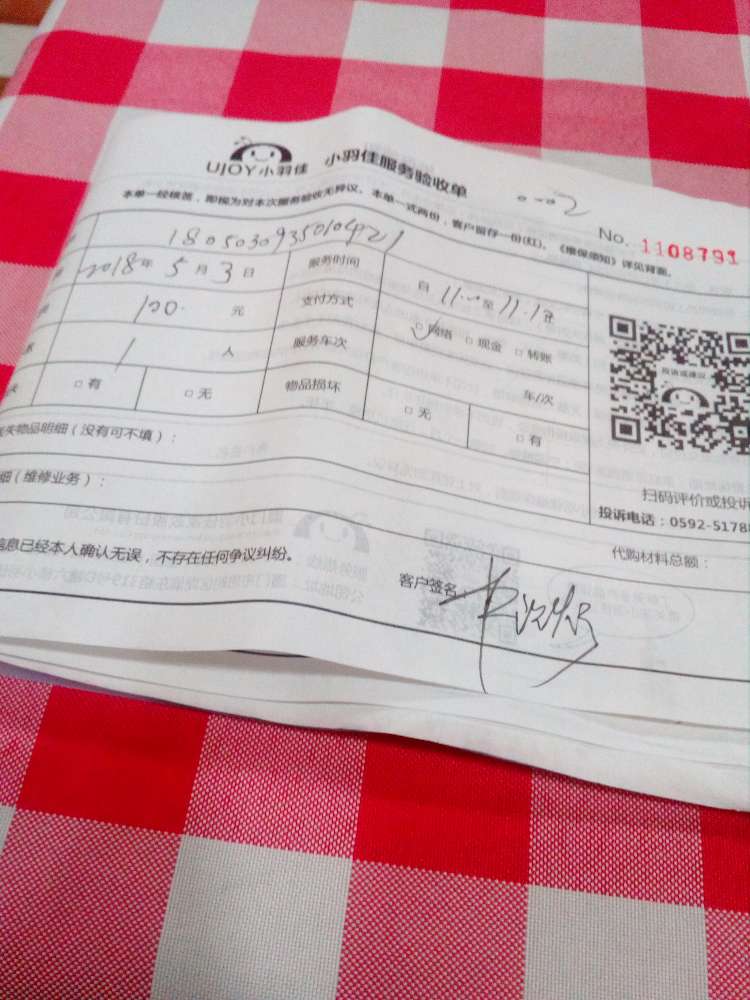 UJOY小羽佳 小羽佳服务验收单
本单一经核签，即视为对本次服务验收无异议。本单一式两份，客户留存一份(红)。《维保须知》详见背面。
No. 1108791
18050309350104421
2018年5月3日 服务时间 自11:00至11:18
120 元 支付方式 ☑网络 □现金 □转账
1 人 服务车次 车/次
□有 □无 物品损坏 □无 □有
失物品明细（没有可不填）：
细（维修业务）：
扫码评价或投诉
投诉电话：0592-5178
代购材料总额：
信息已经本人确认无误，不存在任何争议纠纷。
客户签名